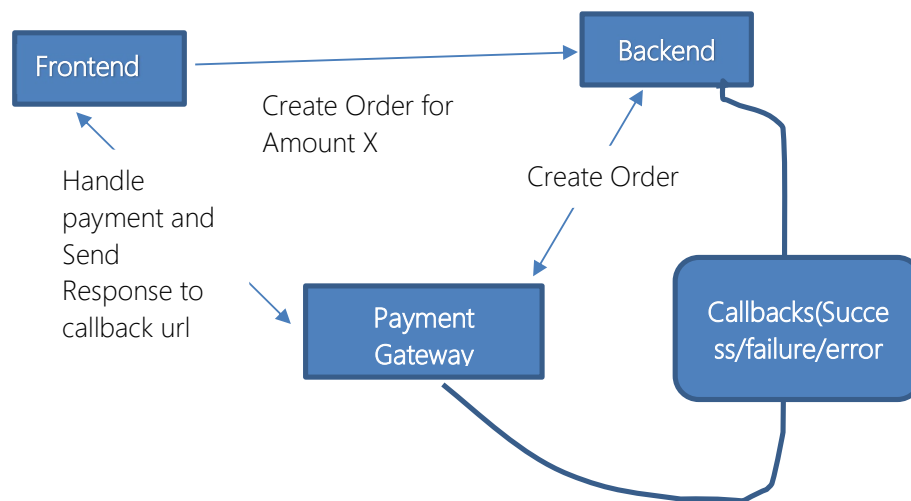 Frontend
Backend
Create Order for
Amount X
Handle
payment and
Send
Response to
callback url
Create Order
Payment
Gateway
Callbacks(Succe
ss/failure/error